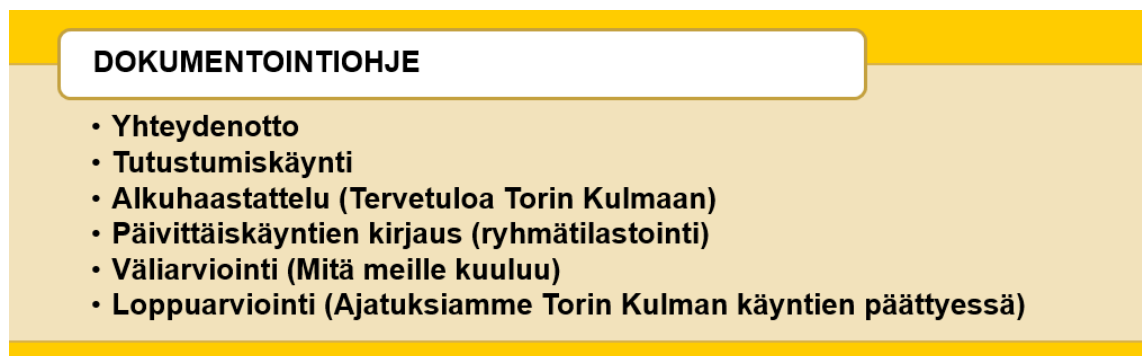 DOKUMENTOINTIOHJE
• Yhteydenotto
• Tutustumiskäynti
• Alkuhaastattelu (Tervetuloa Torin Kulmaan)
• Päivittäiskäyntien kirjaus (ryhmätilastointi)
• Väliarviointi (Mitä meille kuuluu)
• Loppuarviointi (Ajatuksiamme Torin Kulman käyntien päättyessä)